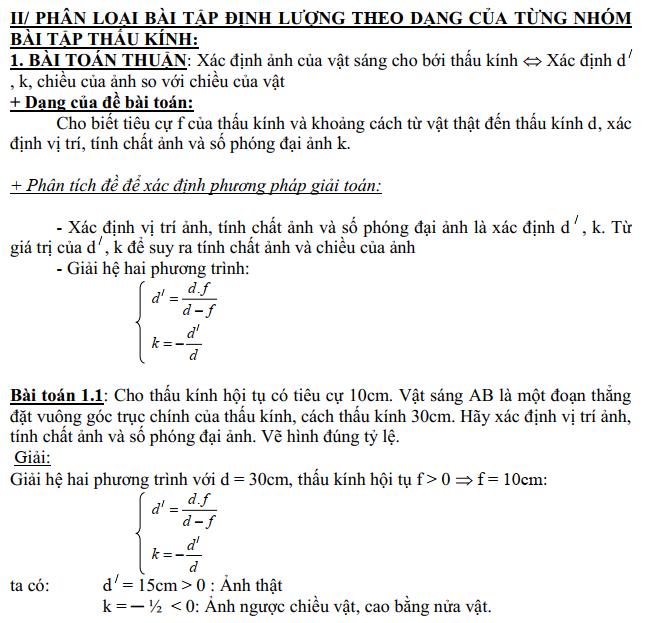 II/ PHÂN LOẠI BÀI TẬP ĐỊNH LƯỢNG THEO DẠNG CỦA TỪNG NHÓM
BÀI TẬP THẤU KÍNH:
1. BÀI TOÁN THUẬN: Xác định ảnh của vật sáng cho bới thấu kính ⇔ Xác định d′
, k, chiều của ảnh so với chiều của vật
+ Dạng của đề bài toán:
Cho biết tiêu cự f của thấu kính và khoảng cách từ vật thật đến thấu kính d, xác
định vị trí, tính chất ảnh và số phóng đại ảnh k.
+ Phân tích đề để xác định phương pháp giải toán:
- Xác định vị trí ảnh, tính chất ảnh và số phóng đại ảnh là xác định d′, k. Từ
giá trị của d′, k để suy ra tính chất ảnh và chiều của ảnh
- Giải hệ hai phương trình:
{ d′ = d.f / (d − f)
k = − d′ / d
Bài toán 1.1: Cho thấu kính hội tụ có tiêu cự 10cm. Vật sáng AB là một đoạn thẳng
đặt vuông góc trục chính của thấu kính, cách thấu kính 30cm. Hãy xác định vị trí ảnh,
tính chất ảnh và số phóng đại ảnh. Vẽ hình đúng tỷ lệ.
Giải:
Giải hệ hai phương trình với d = 30cm, thấu kính hội tụ f > 0 ⇒ f = 10cm:
{ d′ = d.f / (d − f)
k = − d′ / d
ta có: d′ = 15cm > 0 : Ảnh thật
k = − ½ < 0: Ảnh ngược chiều vật, cao bằng nửa vật.